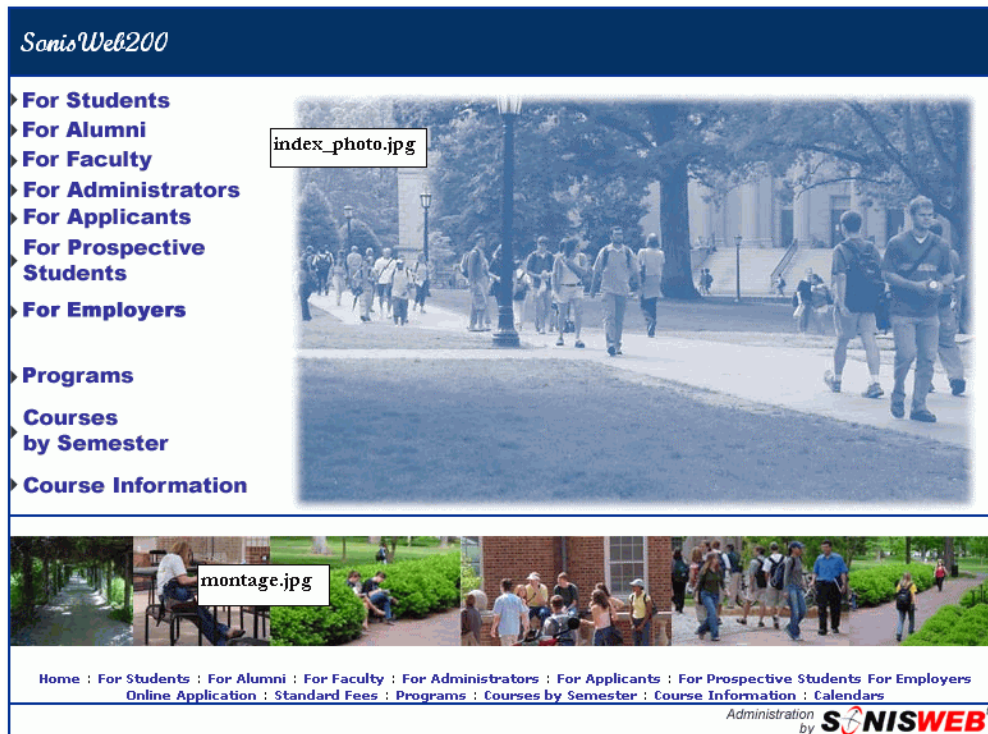 SonisWeb200
For Students
For Alumni
For Faculty
For Administrators
For Applicants
For Prospective
Students
For Employers
Programs
Courses
by Semester
Course Information
index_photo.jpg
montage.jpg
Home : For Students : For Alumni : For Faculty : For Administrators : For Applicants : For Prospective Students For Employers
Online Application : Standard Fees : Programs : Courses by Semester : Course Information : Calendars
Administration
by SONISWEB